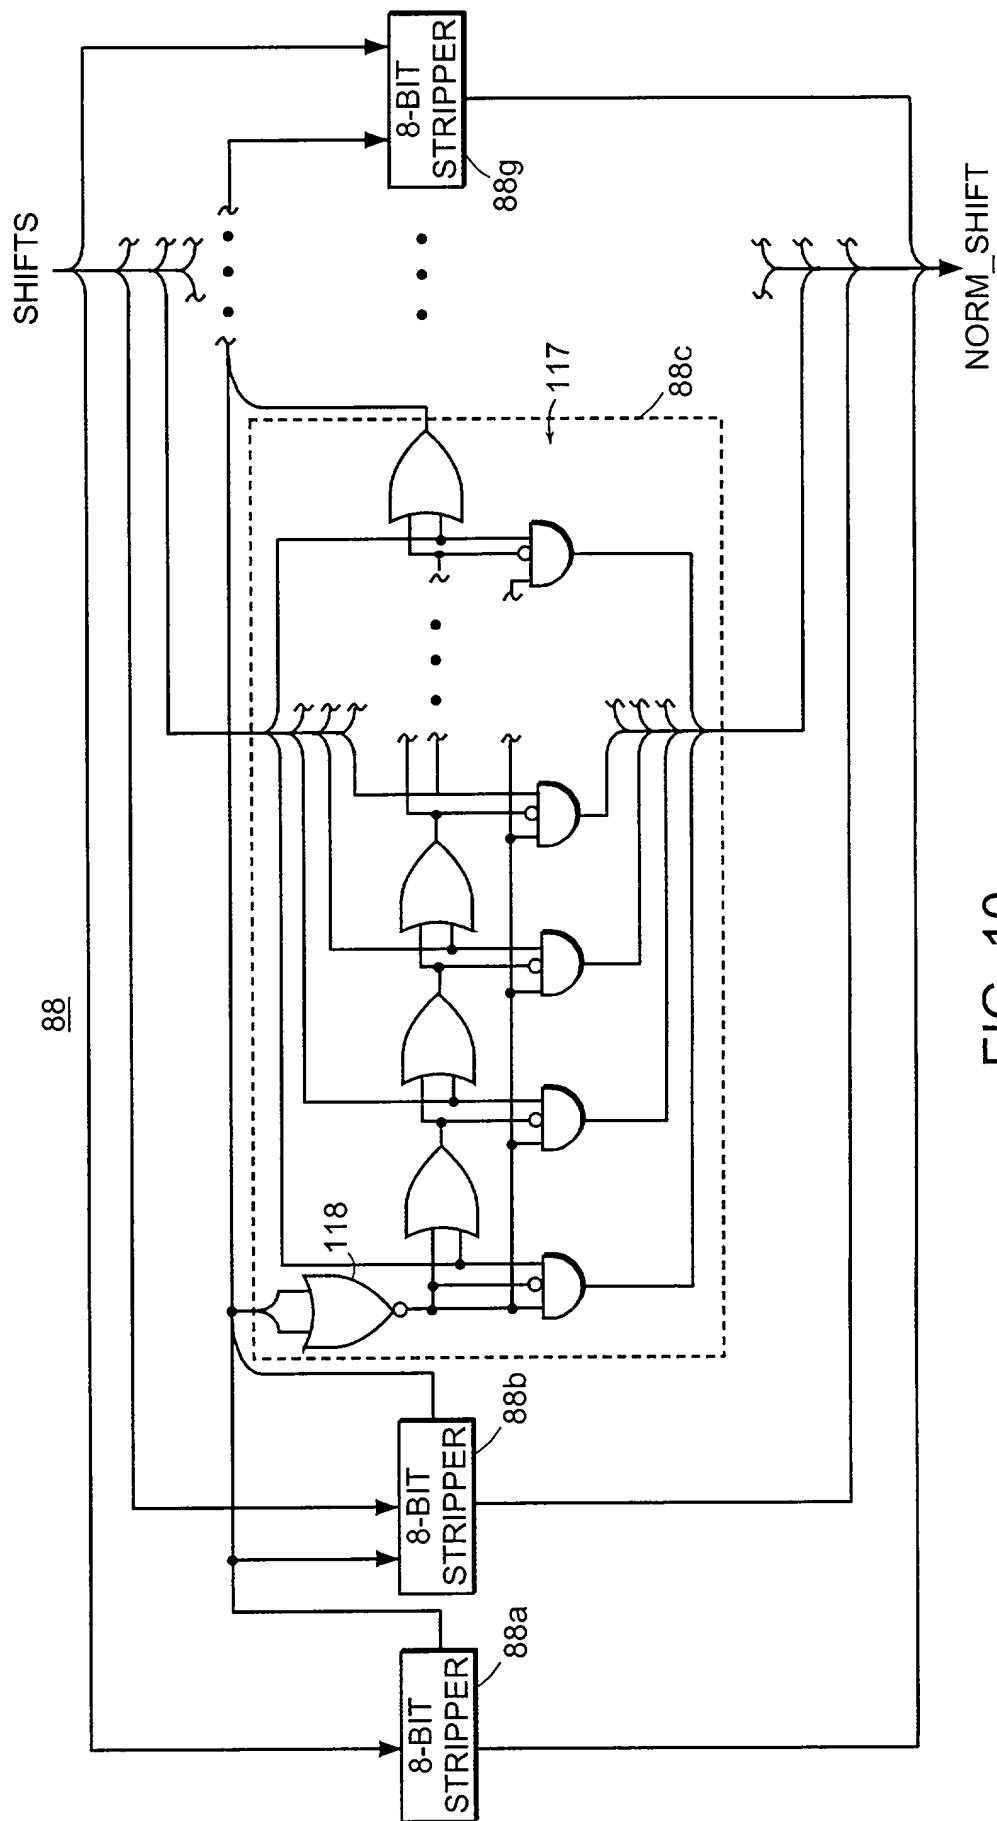 SHIFTS
88
8-BIT
STRIPPER
88a
8-BIT
STRIPPER
88b
118
117
88c
8-BIT
STRIPPER
88g
NORM_SHIFT